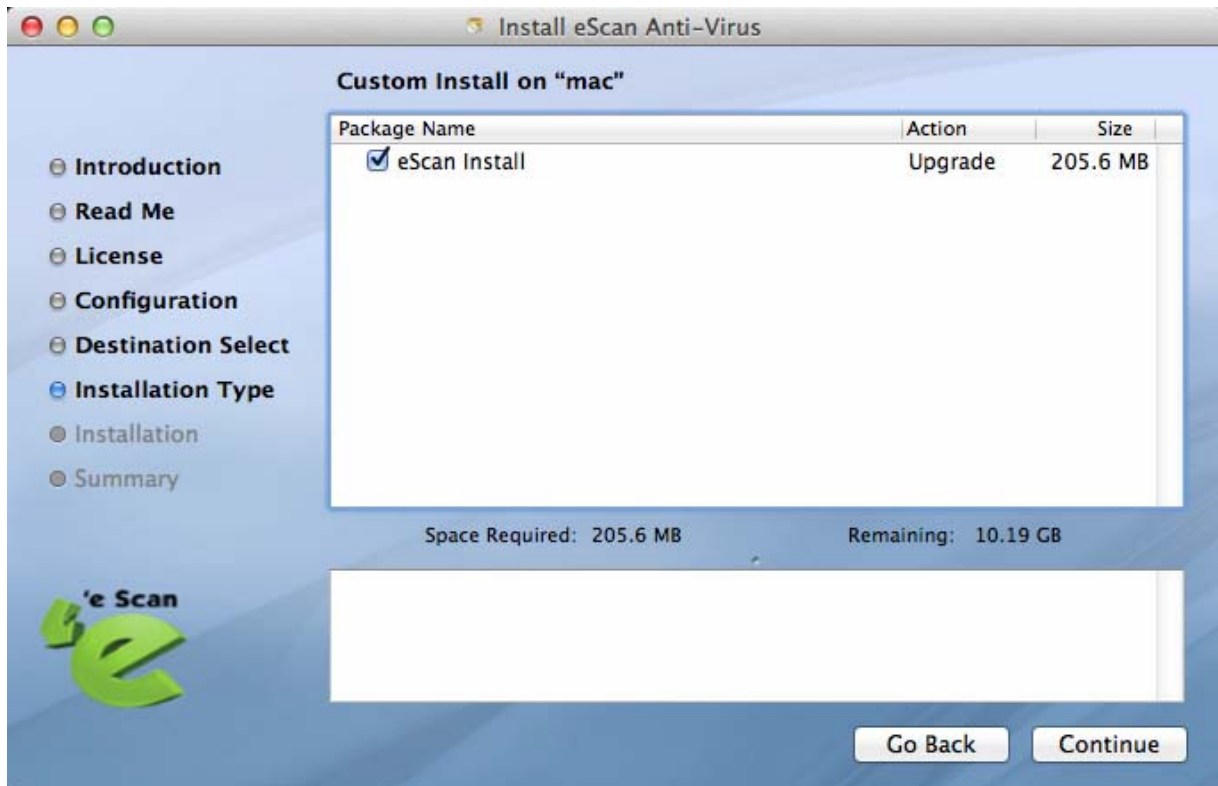 Install eScan Anti-Virus
Custom Install on “mac”
Introduction
Read Me
License
Configuration
Destination Select
Installation Type
Installation
Summary
Package Name Action Size
eScan Install Upgrade 205.6 MB
Space Required: 205.6 MB Remaining: 10.19 GB
'e Scan
e
Go Back Continue